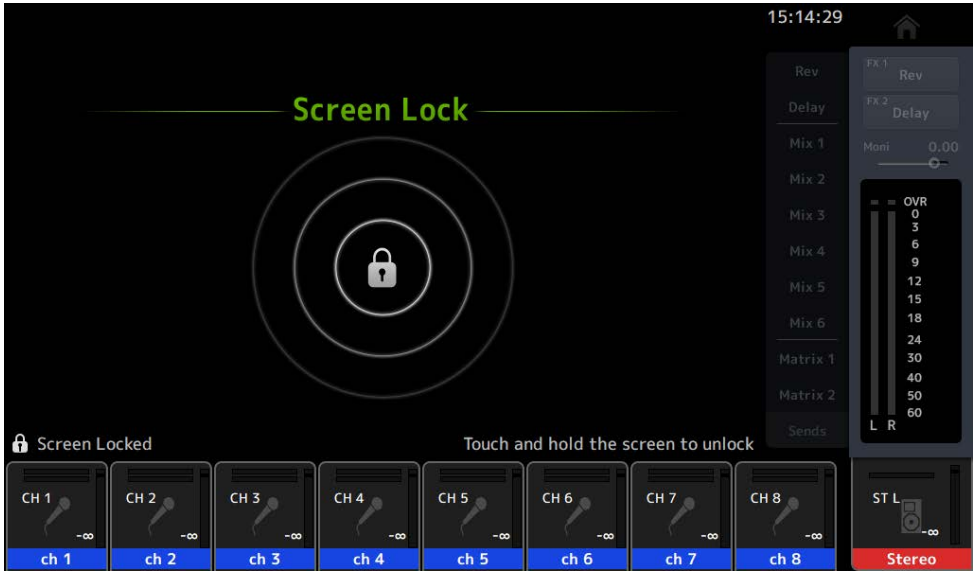 15:14:29
Screen Lock
Screen Locked
Touch and hold the screen to unlock
Rev
Delay
Mix 1
Mix 2
Mix 3
Mix 4
Mix 5
Mix 6
Matrix 1
Matrix 2
Sends
FX 1
Rev
FX 2
Delay
Moni 0.00
OVR
0
3
6
9
12
15
18
24
30
40
50
60
L R
CH 1 CH 2 CH 3 CH 4 CH 5 CH 6 CH 7 CH 8 ST L
-∞ -∞ -∞ -∞ -∞ -∞ -∞ -∞ -∞
ch 1 ch 2 ch 3 ch 4 ch 5 ch 6 ch 7 ch 8 Stereo